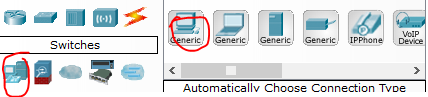 Switches
Generic Generic Generic Generic IPPhone VoIP
Device
Automatically Choose Connection Type